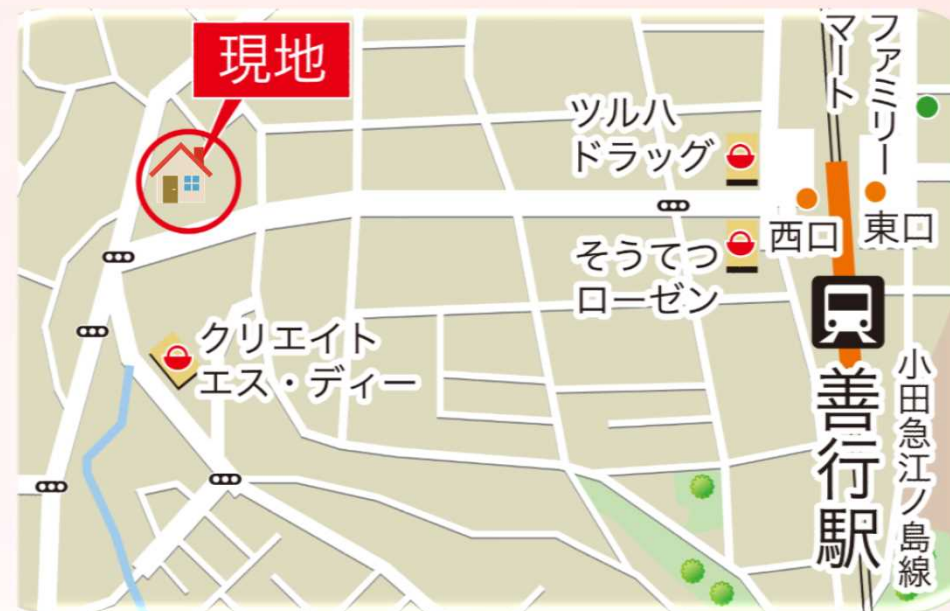 現地
ファミリー
マート
ツルハ
ドラッグ
西口
東口
そうてつ
ローゼン
クリエイト
エス・ディー
善行駅
小田急江ノ島線